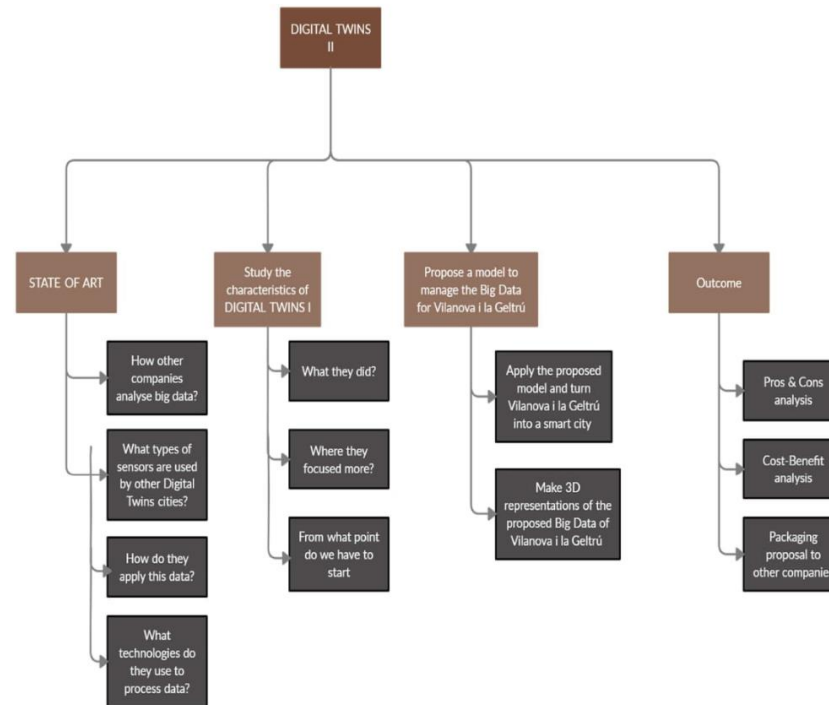 DIGITAL TWINS
II
STATE OF ART
Study the
characteristics of
DIGITAL TWINS I
Propose a model to
manage the Big Data
for Vilanova i la Geltrú
Outcome
How other
companies
analyse big data?
What types of
sensors are used
by other Digital
Twins cities?
How do they
apply this data?
What
technologies do
they use to
process data?
What they did?
Where they
focused more?
From what point
do we have to
start
Apply the proposed
model and turn
Vilanova i la Geltrú
into a smart city
Make 3D
representations of the
proposed Big Data of
Vilanova i la Geltrú
Pros & Cons
analysis
Cost-Benefit
analysis
Packaging
proposal to
other companie